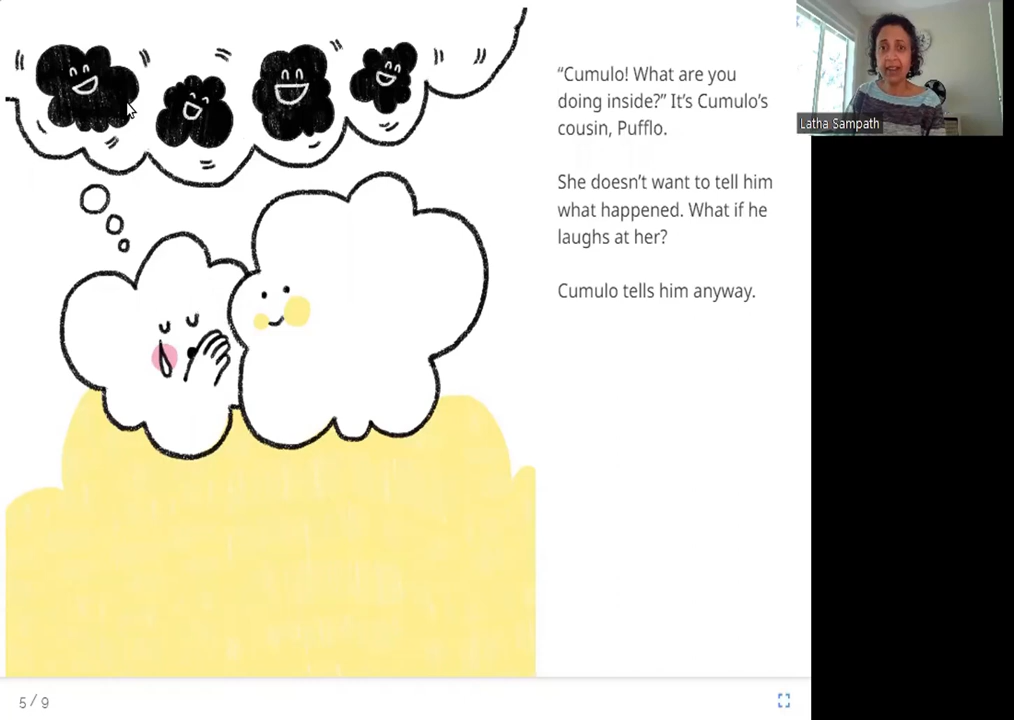 “Cumulo! What are you
doing inside?” It’s Cumulo’s
cousin, Pufflo.
She doesn’t want to tell him
what happened. What if he
laughs at her?
Cumulo tells him anyway.
Latha Sampath
5 / 9